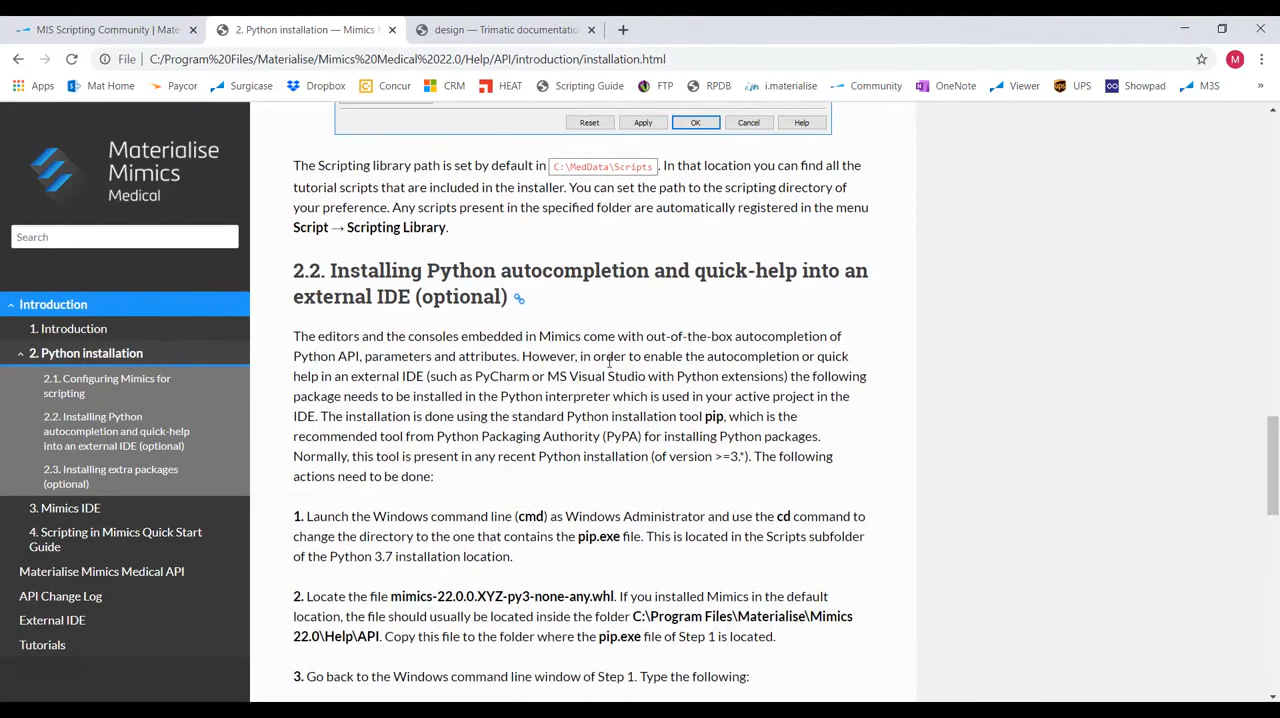 MIS Scripting Community | Mate
2. Python installation — Mimics
design — Trimatic documentatio
File
C:/Program%20Files/Materialise/Mimics%20Medical%2022.0/Help/API/introduction/installation.html
M
Apps
Mat Home
Paycor
Surgicase
Dropbox
Concur
CRM
HEAT
Scripting Guide
FTP
RPDB
i.materialise
Community
OneNote
Viewer
UPS
Showpad
M3S
»
Materialise
Mimics
Medical
Search
Introduction
1. Introduction
2. Python installation
2.1. Configuring Mimics for
scripting
2.2. Installing Python
autocompletion and quick-help
into an external IDE (optional)
2.3. Installing extra packages
(optional)
3. Mimics IDE
4. Scripting in Mimics Quick Start
Guide
Materialise Mimics Medical API
API Change Log
External IDE
Tutorials
Reset
Apply
OK
Cancel
Help
The Scripting library path is set by default in C:\MedData\Scripts. In that location you can find all the
tutorial scripts that are included in the installer. You can set the path to the scripting directory of
your preference. Any scripts present in the specified folder are automatically registered in the menu
Script → Scripting Library.
2.2. Installing Python autocompletion and quick-help into an
external IDE (optional)
The editors and the consoles embedded in Mimics come with out-of-the-box autocompletion of
Python API, parameters and attributes. However, in order to enable the autocompletion or quick
help in an external IDE (such as PyCharm or MS Visual Studio with Python extensions) the following
package needs to be installed in the Python interpreter which is used in your active project in the
IDE. The installation is done using the standard Python installation tool pip, which is the
recommended tool from Python Packaging Authority (PyPA) for installing Python packages.
Normally, this tool is present in any recent Python installation (of version >=3.*). The following
actions need to be done:
1. Launch the Windows command line (cmd) as Windows Administrator and use the cd command to
change the directory to the one that contains the pip.exe file. This is located in the Scripts subfolder
of the Python 3.7 installation location.
2. Locate the file mimics-22.0.0.XYZ-py3-none-any.whl. If you installed Mimics in the default
location, the file should usually be located inside the folder C:\Program Files\Materialise\Mimics
22.0\Help\API. Copy this file to the folder where the pip.exe file of Step 1 is located.
3. Go back to the Windows command line window of Step 1. Type the following: